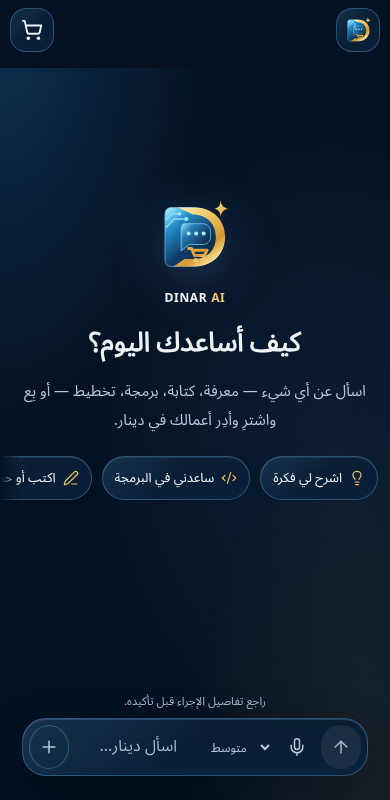 DINAR AI
كيف أساعدك اليوم؟
اسأل عن أي شيء — معرفة، كتابة، برمجة، تخطيط — أو بِع
واشترِ وأدِر أعمالك في دينار.
اشرح لي فكرة
ساعدني في البرمجة
اكتب أو
راجع تفاصيل الإجراء قبل تأكيده.
متوسط
اسأل دينار...